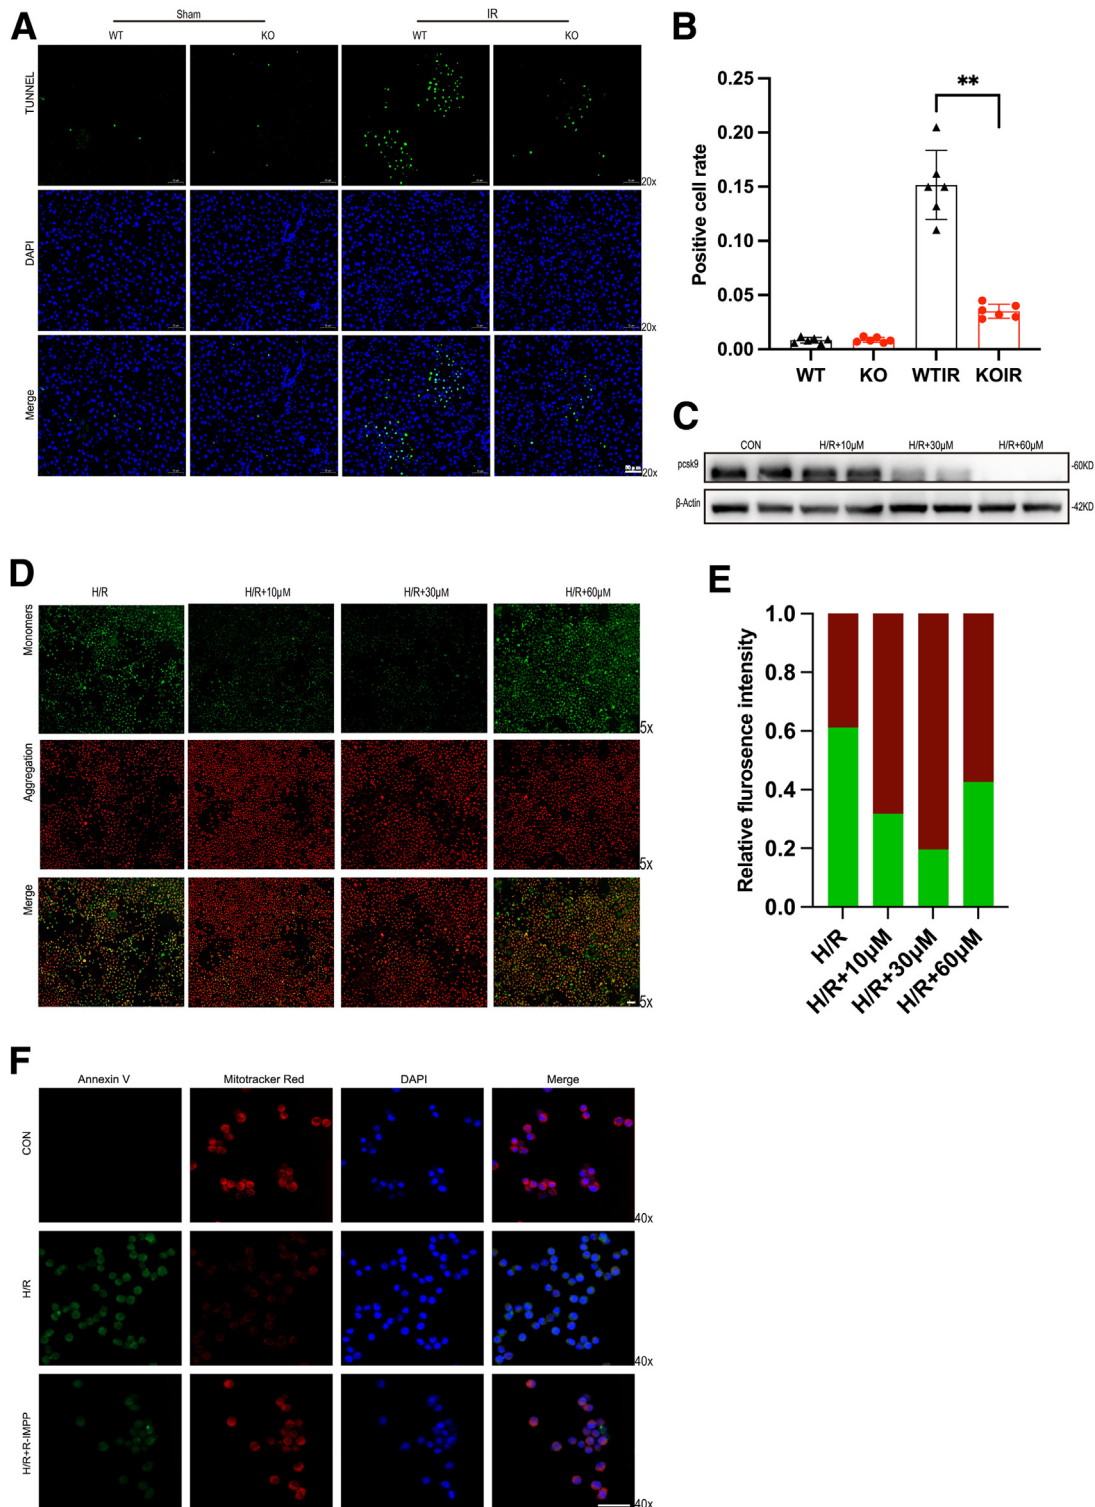 A
Sham
IR
WT
KO
WT
KO
TUNNEL
20x
DAPI
20x
Merge
20x
B
Positive cell rate
0.25
0.20
0.15
0.10
0.05
0.00
**
WT
KO
WTIR
KOIR
C
CON
H/R+10μM
H/R+30μM
H/R+60μM
pcsk9
-60KD
β-Actin
-42KD
D
H/R
H/R+10μM
H/R+30μM
H/R+60μM
Monomers
5x
Aggregation
5x
Merge
5x
E
Relative flurosence intensity
1.0
0.8
0.6
0.4
0.2
0.0
H/R
H/R+10μM
H/R+30μM
H/R+60μM
F
Annexin V
Mitotracker Red
DAPI
Merge
CON
40x
H/R
40x
H/R+R-IMPP
40x